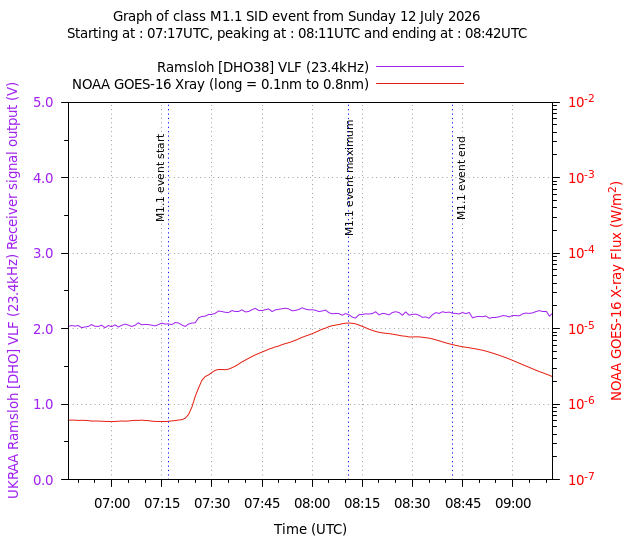 Graph of class M1.1 SID event from Sunday 12 July 2026
Starting at : 07:17UTC, peaking at : 08:11UTC and ending at : 08:42UTC
Ramsloh [DHO38] VLF (23.4kHz)
NOAA GOES-16 Xray (long = 0.1nm to 0.8nm)
UKRAA Ramsloh [DHO] VLF (23.4kHz) Receiver signal output (V)
5.0
4.0
3.0
2.0
1.0
0.0
M1.1 event start
M1.1 event maximum
M1.1 event end
10-2
10-3
10-4
10-5
10-6
10-7
NOAA GOES-16 X-ray Flux (W/m2)
07:00 07:15 07:30 07:45 08:00 08:15 08:30 08:45 09:00
Time (UTC)